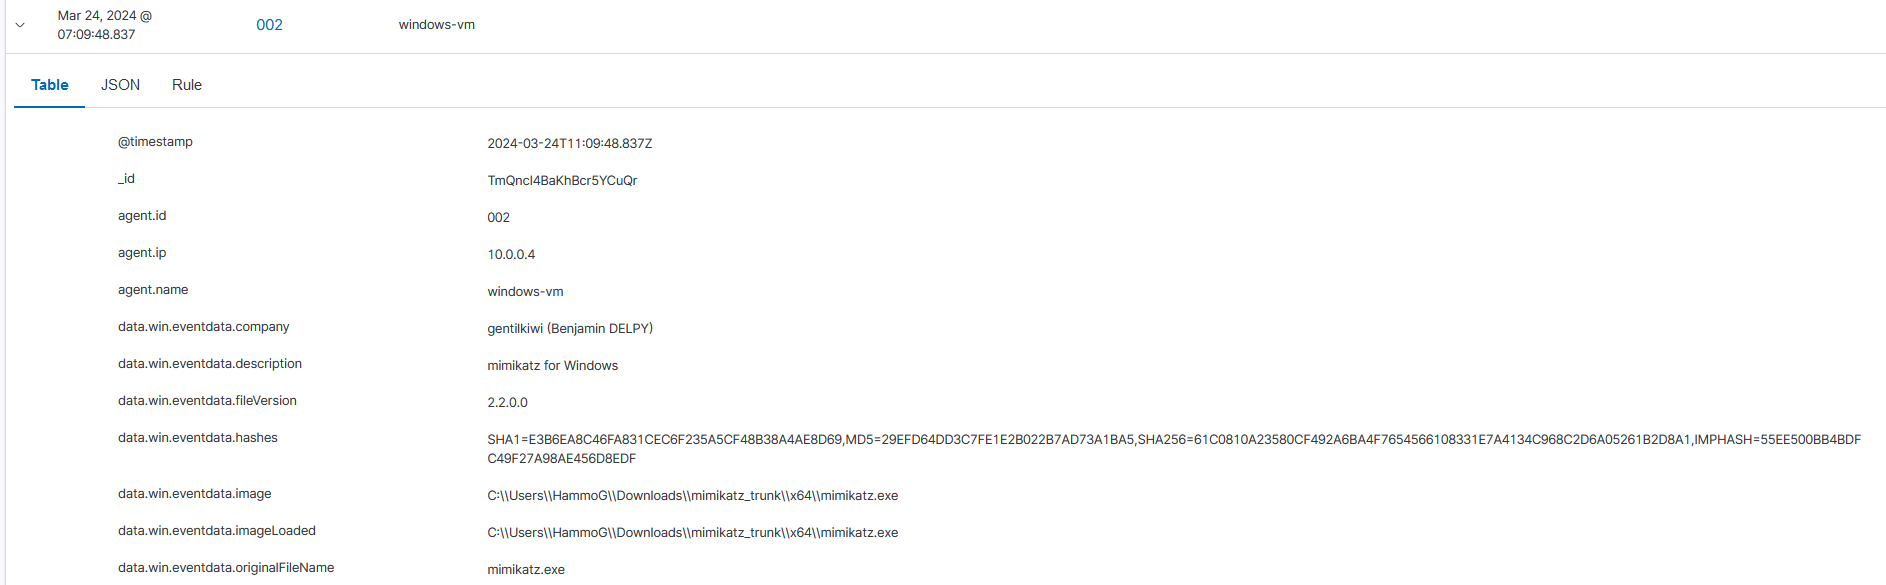 Mar 24, 2024 @
07:09:48.837
002
windows-vm
Table
JSON
Rule
@timestamp
2024-03-24T11:09:48.837Z
_id
TmQncI4BaKhBcr5YCuQr
agent.id
002
agent.ip
10.0.0.4
agent.name
windows-vm
data.win.eventdata.company
gentilkiwi (Benjamin DELPY)
data.win.eventdata.description
mimikatz for Windows
data.win.eventdata.fileVersion
2.2.0.0
data.win.eventdata.hashes
SHA1=E3B6EA8C46FA831CEC6F235A5CF48B38A4AE8D69,MD5=29EFD64DD3C7FE1E2B022B7AD73A1BA5,SHA256=61C0810A23580CF492A6BA4F7654566108331E7A4134C968C2D6A05261B2D8A1,IMPHASH=55EE500BB4BDF
C49F27A98AE456D8EDF
data.win.eventdata.image
C:\\Users\\HammoG\\Downloads\\mimikatz_trunk\\x64\\mimikatz.exe
data.win.eventdata.imageLoaded
C:\\Users\\HammoG\\Downloads\\mimikatz_trunk\\x64\\mimikatz.exe
data.win.eventdata.originalFileName
mimikatz.exe